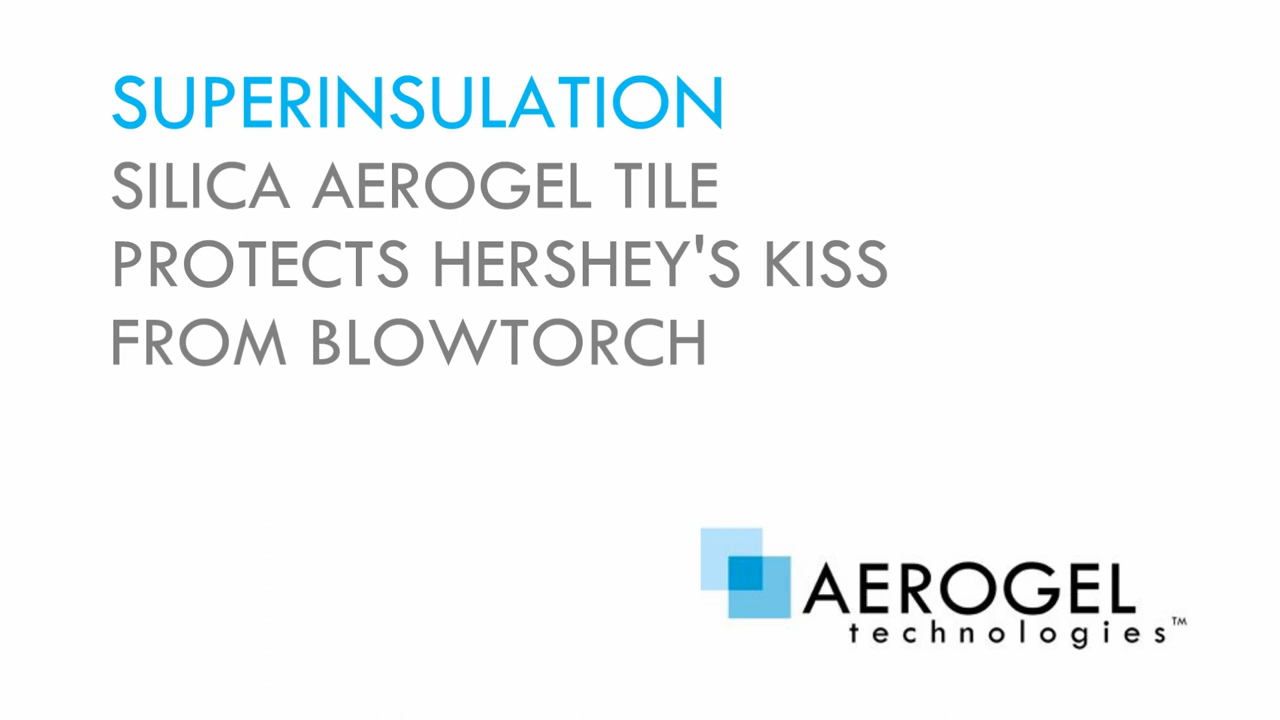 SUPERINSULATION
SILICA AEROGEL TILE
PROTECTS HERSHEY'S KISS
FROM BLOWTORCH
AEROGEL
technologies™